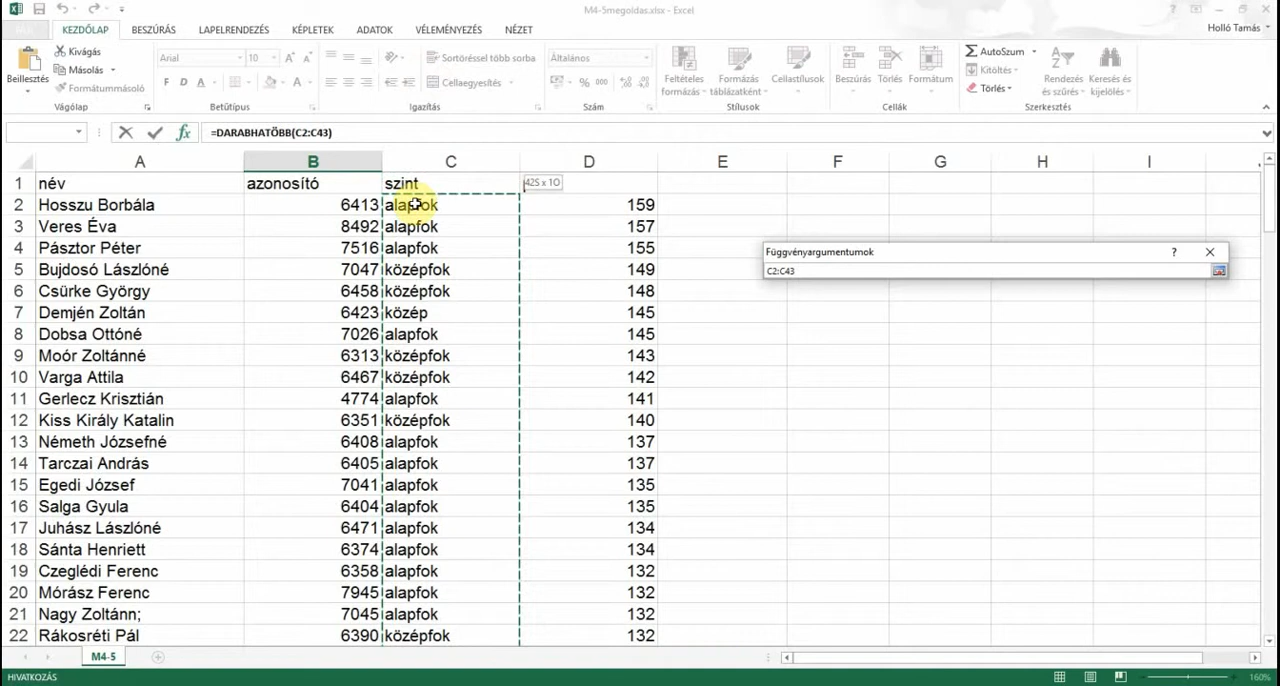 M4-5megoldas.xlsx - Excel
KEZDŐLAP BESZÚRÁS LAPELRENDEZÉS KÉPLETEK ADATOK VÉLEMÉNYEZÉS NÉZET
Holló Tamás
Beillesztés
Kivágás
Másolás
Formátummásoló
Vágólap
Arial 10
F D A
Betűtípus
Sortöréssel több sorba
Cellaegyesítés
Igazítás
Általános
% 000
Szám
Feltételes formázás
Formázás táblázatként
Cellastílusok
Stílusok
Beszúrás Törlés Formátum
Cellák
AutoSzum
Kitöltés
Törlés
Rendezés és szűrés
Keresés és kijelölés
Szerkesztés
fx =DARABHATÖBB(C2:C43)
A B C D E F G H I
1 név azonosító szint 42S x 1O
2 Hosszu Borbála 6413 alapfok 159
3 Veres Éva 8492 alapfok 157
4 Pásztor Péter 7516 alapfok 155
5 Bujdosó Lászlóné 7047 középfok 149
6 Csürke György 6458 középfok 148
7 Demjén Zoltán 6423 közép 145
8 Dobsa Ottóné 7026 alapfok 145
9 Moór Zoltánné 6313 középfok 143
10 Varga Attila 6467 középfok 142
11 Gerlecz Krisztián 4774 alapfok 141
12 Kiss Király Katalin 6351 középfok 140
13 Németh Józsefné 6408 alapfok 137
14 Tarczai András 6405 alapfok 137
15 Egedi József 7041 alapfok 135
16 Salga Gyula 6404 alapfok 135
17 Juhász Lászlóné 6471 alapfok 134
18 Sánta Henriett 6374 alapfok 134
19 Czeglédi Ferenc 6358 alapfok 132
20 Mórász Ferenc 7945 alapfok 132
21 Nagy Zoltánn; 7045 alapfok 132
22 Rákosréti Pál 6390 középfok 132
Függvényargumentumok ?
C2:C43
M4-5
HIVATKOZÁS
160%